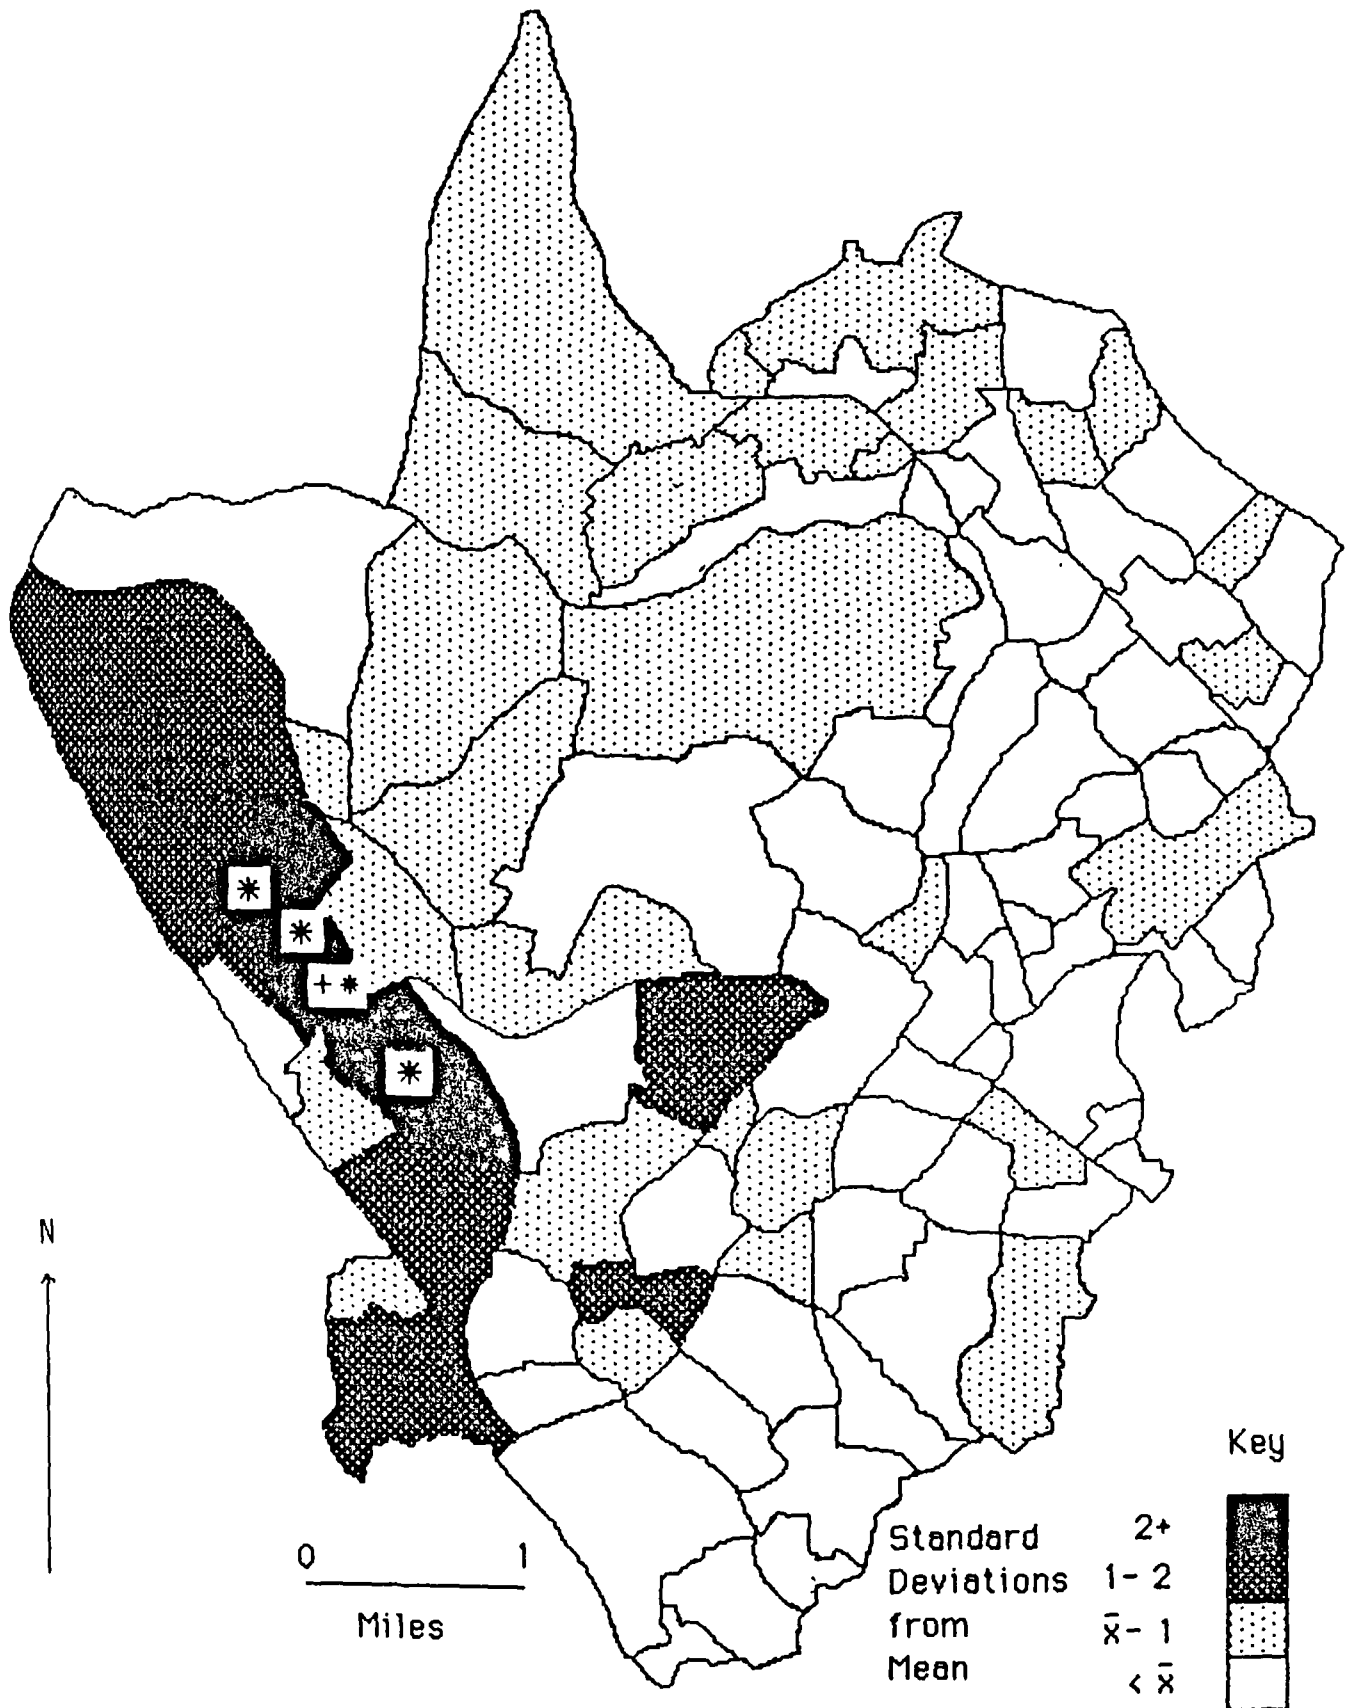 *
*
+ *
*
N
0 1
Miles
Key
Standard 2+
Deviations 1-2
from x̄-1
Mean <x̄